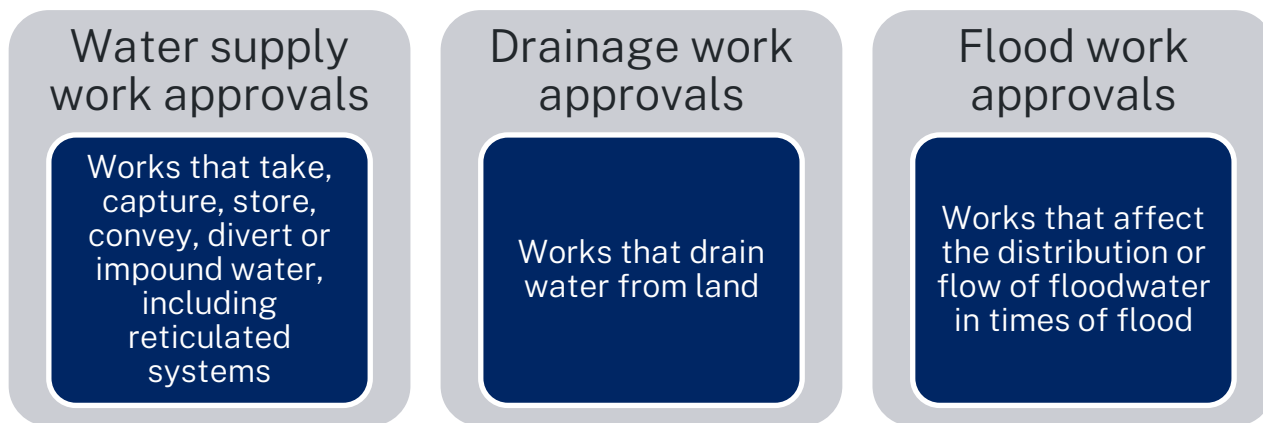 Water supply
work approvals
Works that take,
capture, store,
convey, divert or
impound water,
including
reticulated
systems
Drainage work
approvals
Works that drain
water from land
Flood work
approvals
Works that affect
the distribution or
flow of floodwater
in times of flood